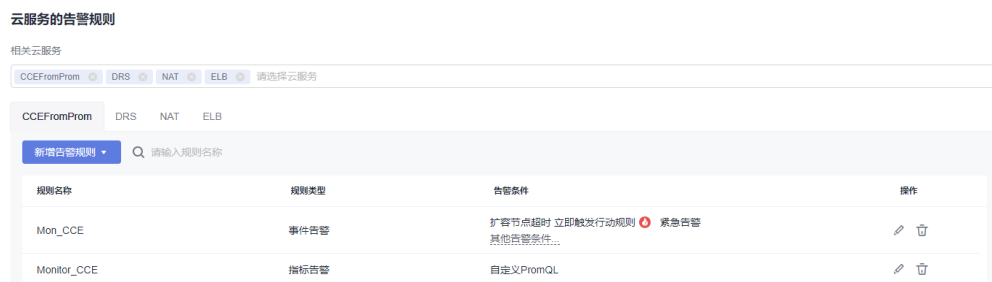 云服务的告警规则
相关云服务
CCEFromProm DRS NAT ELB 请选择云服务
CCEFromProm DRS NAT ELB
新增告警规则 请输入规则名称
规则名称 规则类型 告警条件 操作
Mon_CCE 事件告警 扩容节点超时 立即触发行动规则 紧急告警
其他告警条件...
Monitor_CCE 指标告警 自定义PromQL